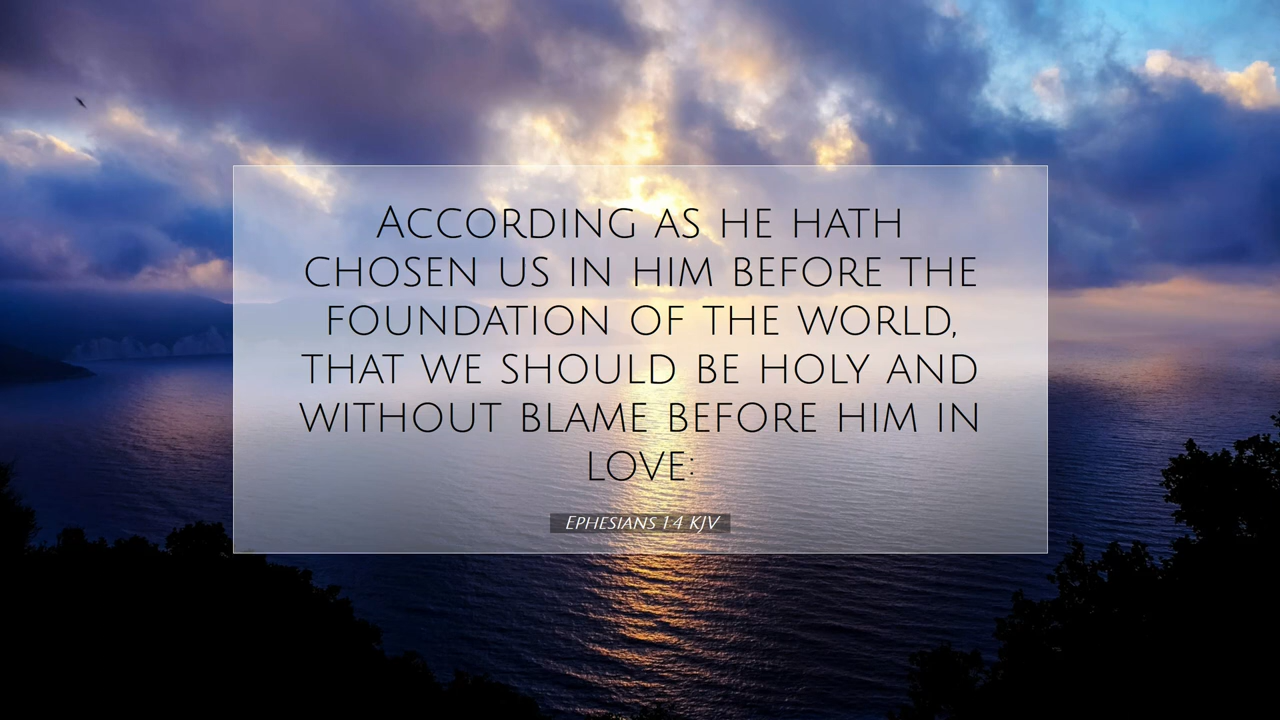 According as he hath
chosen us in him before the
foundation of the world,
that we should be holy and
without blame before him in
love:
Ephesians 1:4 KJV